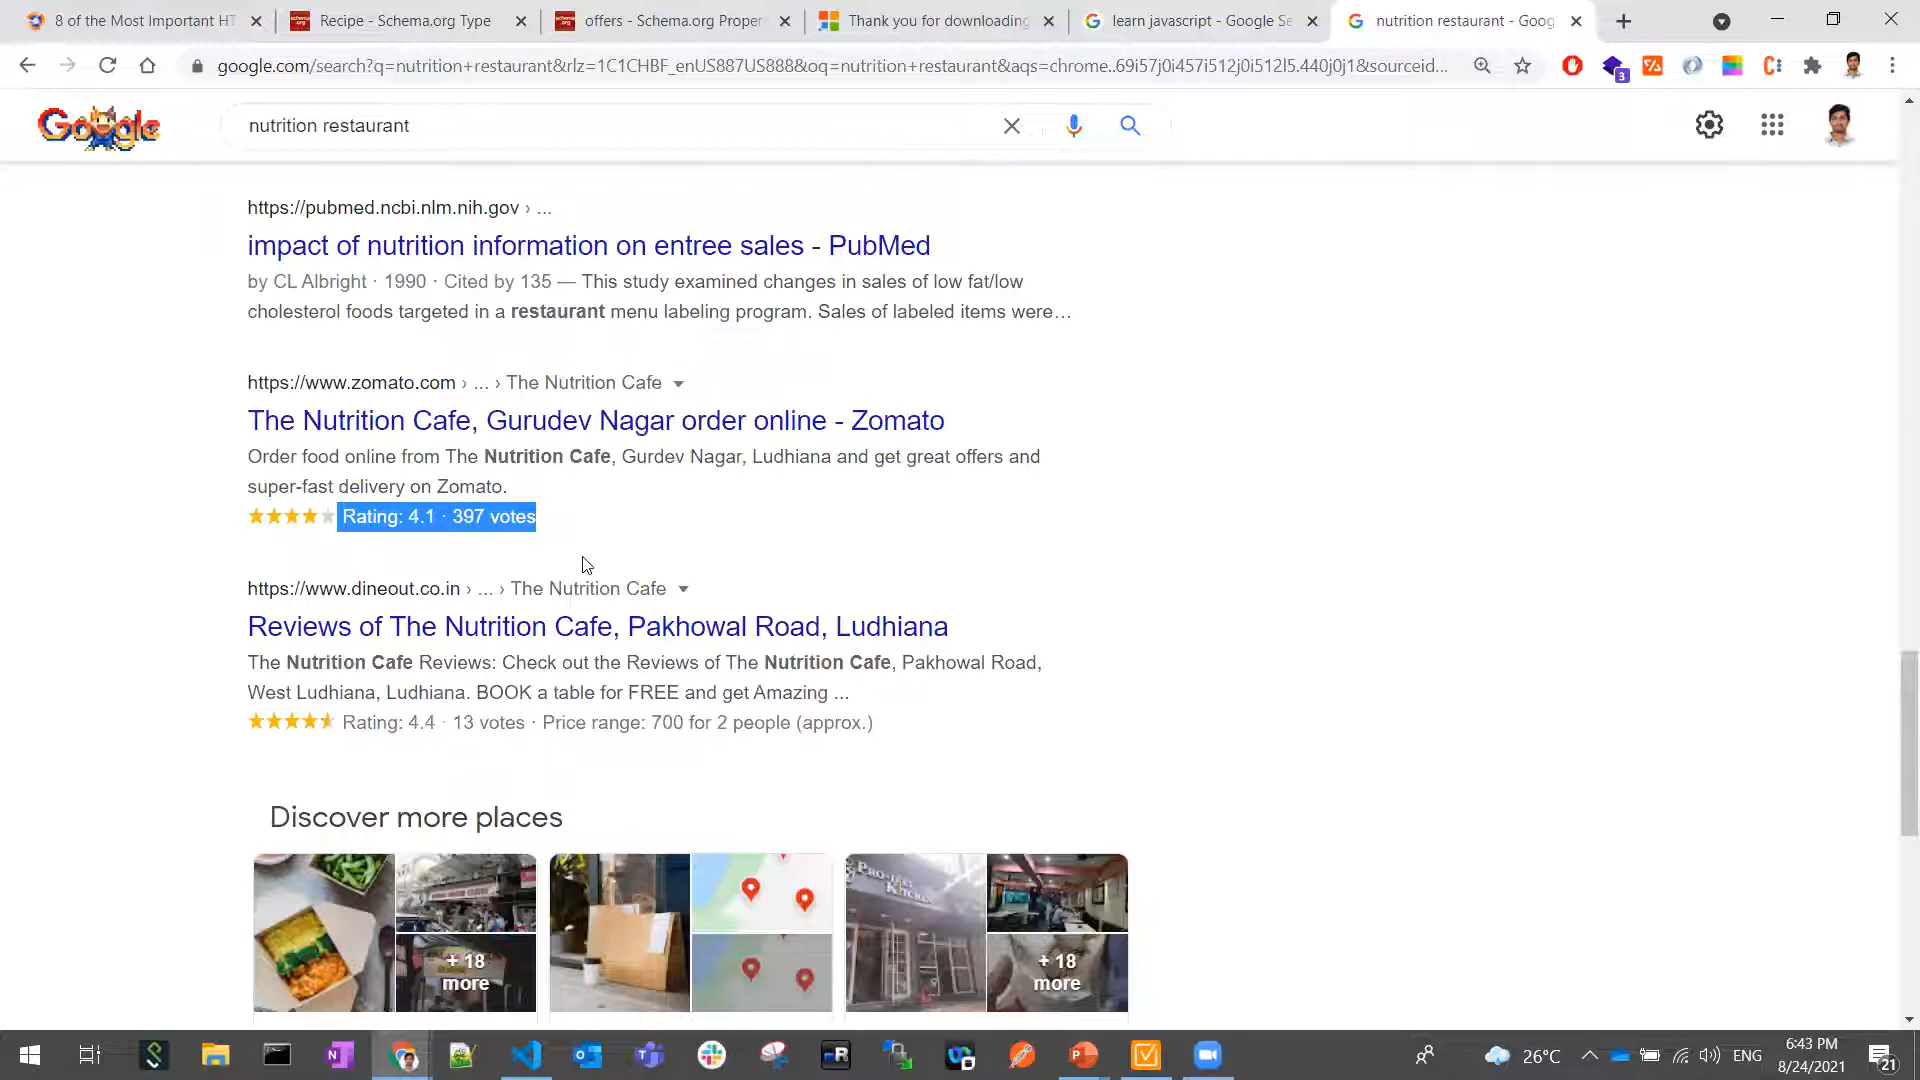 8 of the Most Important HT
Recipe - Schema.org Type
offers - Schema.org Proper
Thank you for downloading
learn javascript - Google Se
nutrition restaurant - Goog
google.com/search?q=nutrition+restaurant&rlz=1C1CHBF_enUS887US888&oq=nutrition+restaurant&aqs=chrome..69i57j0i457i512j0i512l5.440j0j1&sourceid...
3
Google
nutrition restaurant
https://pubmed.ncbi.nlm.nih.gov › ...
impact of nutrition information on entree sales - PubMed
by CL Albright · 1990 · Cited by 135 — This study examined changes in sales of low fat/low
cholesterol foods targeted in a restaurant menu labeling program. Sales of labeled items were…
https://www.zomato.com › ... › The Nutrition Cafe
The Nutrition Cafe, Gurudev Nagar order online - Zomato
Order food online from The Nutrition Cafe, Gurdev Nagar, Ludhiana and get great offers and
super-fast delivery on Zomato.
Rating: 4.1 · 397 votes
https://www.dineout.co.in › ... › The Nutrition Cafe
Reviews of The Nutrition Cafe, Pakhowal Road, Ludhiana
The Nutrition Cafe Reviews: Check out the Reviews of The Nutrition Cafe, Pakhowal Road,
West Ludhiana, Ludhiana. BOOK a table for FREE and get Amazing ...
Rating: 4.4 · 13 votes · Price range: 700 for 2 people (approx.)
Discover more places
+ 18
more
+ 18
more
26°C
ENG
6:43 PM
8/24/2021
21